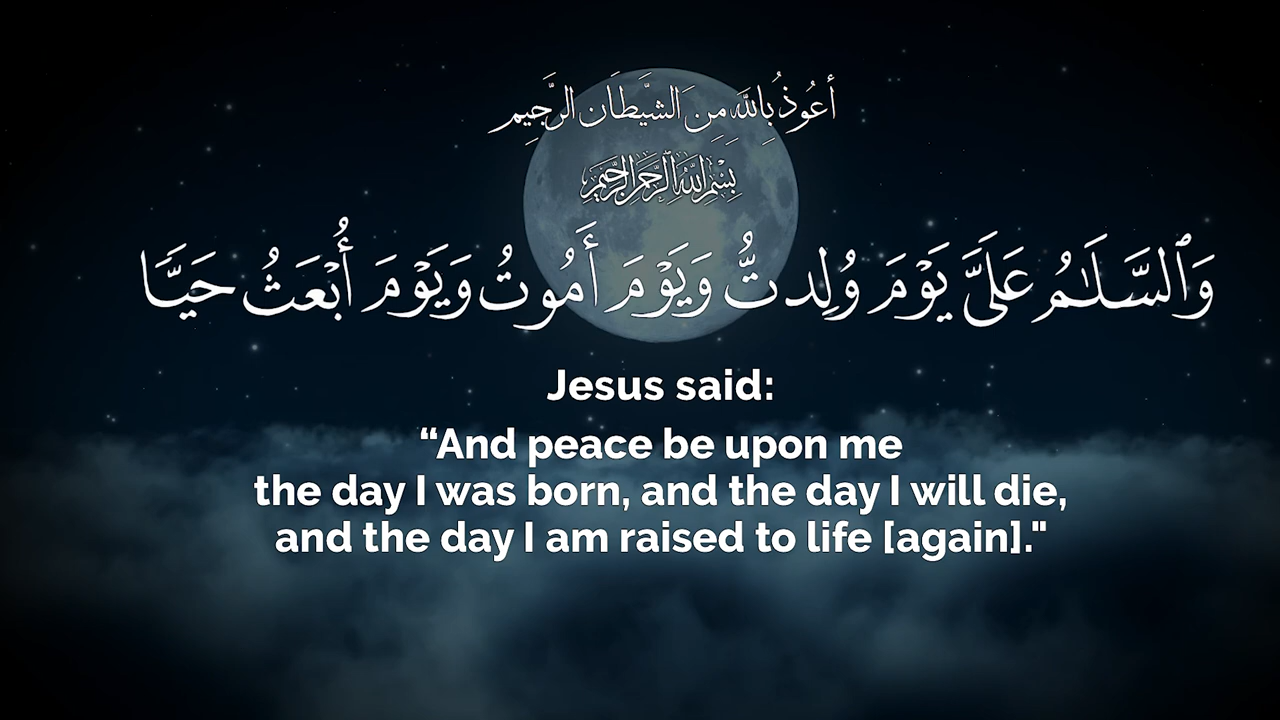 أَعُوذُ بِاللَّهِ مِنَ الشَّيْطَانِ الرَّجِيمِ
بِسْمِ اللَّهِ الرَّحْمَٰنِ الرَّحِيمِ
وَٱلسَّلَـٰمُ عَلَىَّ يَوْمَ وُلِدتُّ وَيَوْمَ أَمُوتُ وَيَوْمَ أُبْعَثُ حَيًّا
Jesus said:
“And peace be upon me
the day I was born, and the day I will die,
and the day I am raised to life [again]."